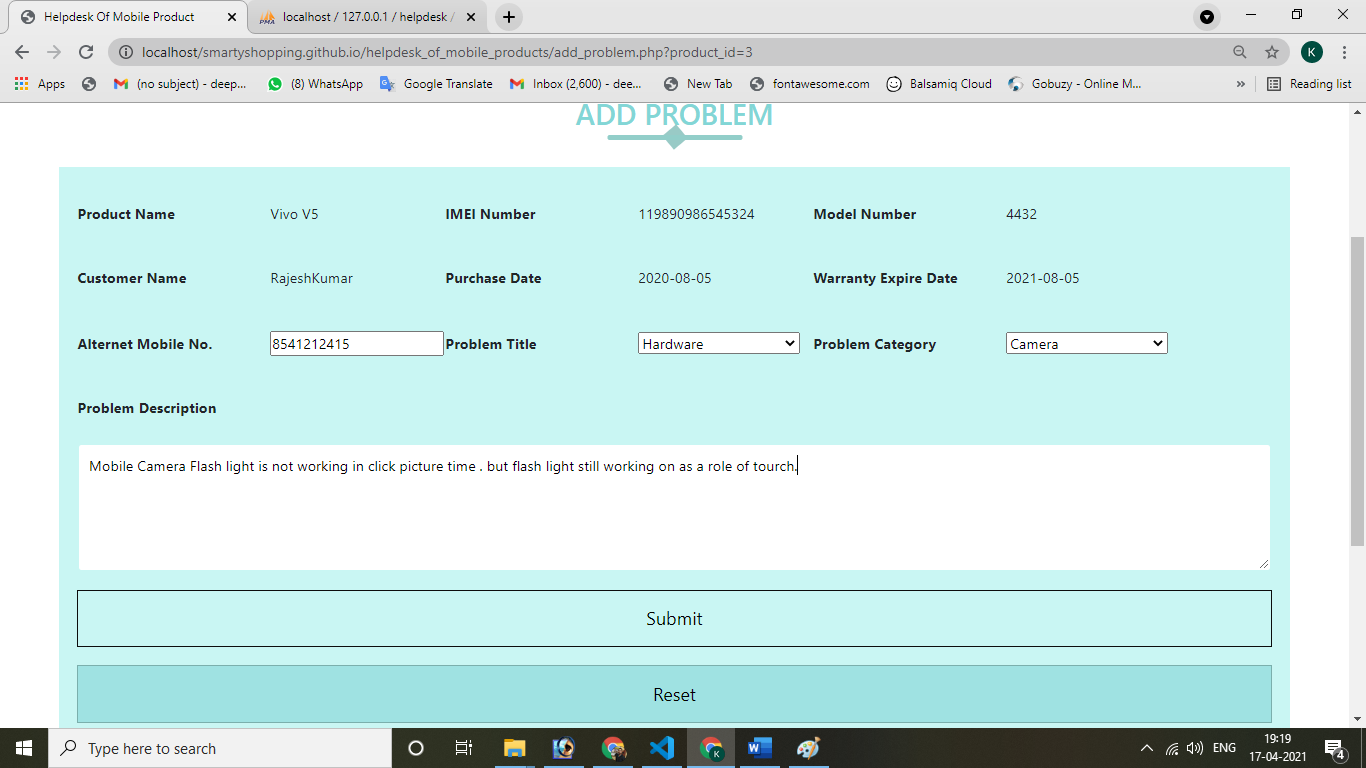 Helpdesk Of Mobile Product
localhost / 127.0.0.1 / helpdesk /
localhost/smartyshopping.github.io/helpdesk_of_mobile_products/add_problem.php?product_id=3
K
Apps
(no subject) - deep...
(8) WhatsApp
Google Translate
Inbox (2,600) - dee...
New Tab
fontawesome.com
Balsamiq Cloud
Gobuzy - Online M...
»
Reading list
ADD PROBLEM
Product Name Vivo V5 IMEI Number 119890986545324 Model Number 4432
Customer Name RajeshKumar Purchase Date 2020-08-05 Warranty Expire Date 2021-08-05
Alternet Mobile No. 8541212415 Problem Title Hardware Problem Category Camera
Problem Description
Mobile Camera Flash light is not working in click picture time . but flash light still working on as a role of tourch.
Submit
Reset
Type here to search
ENG
19:19
17-04-2021
4